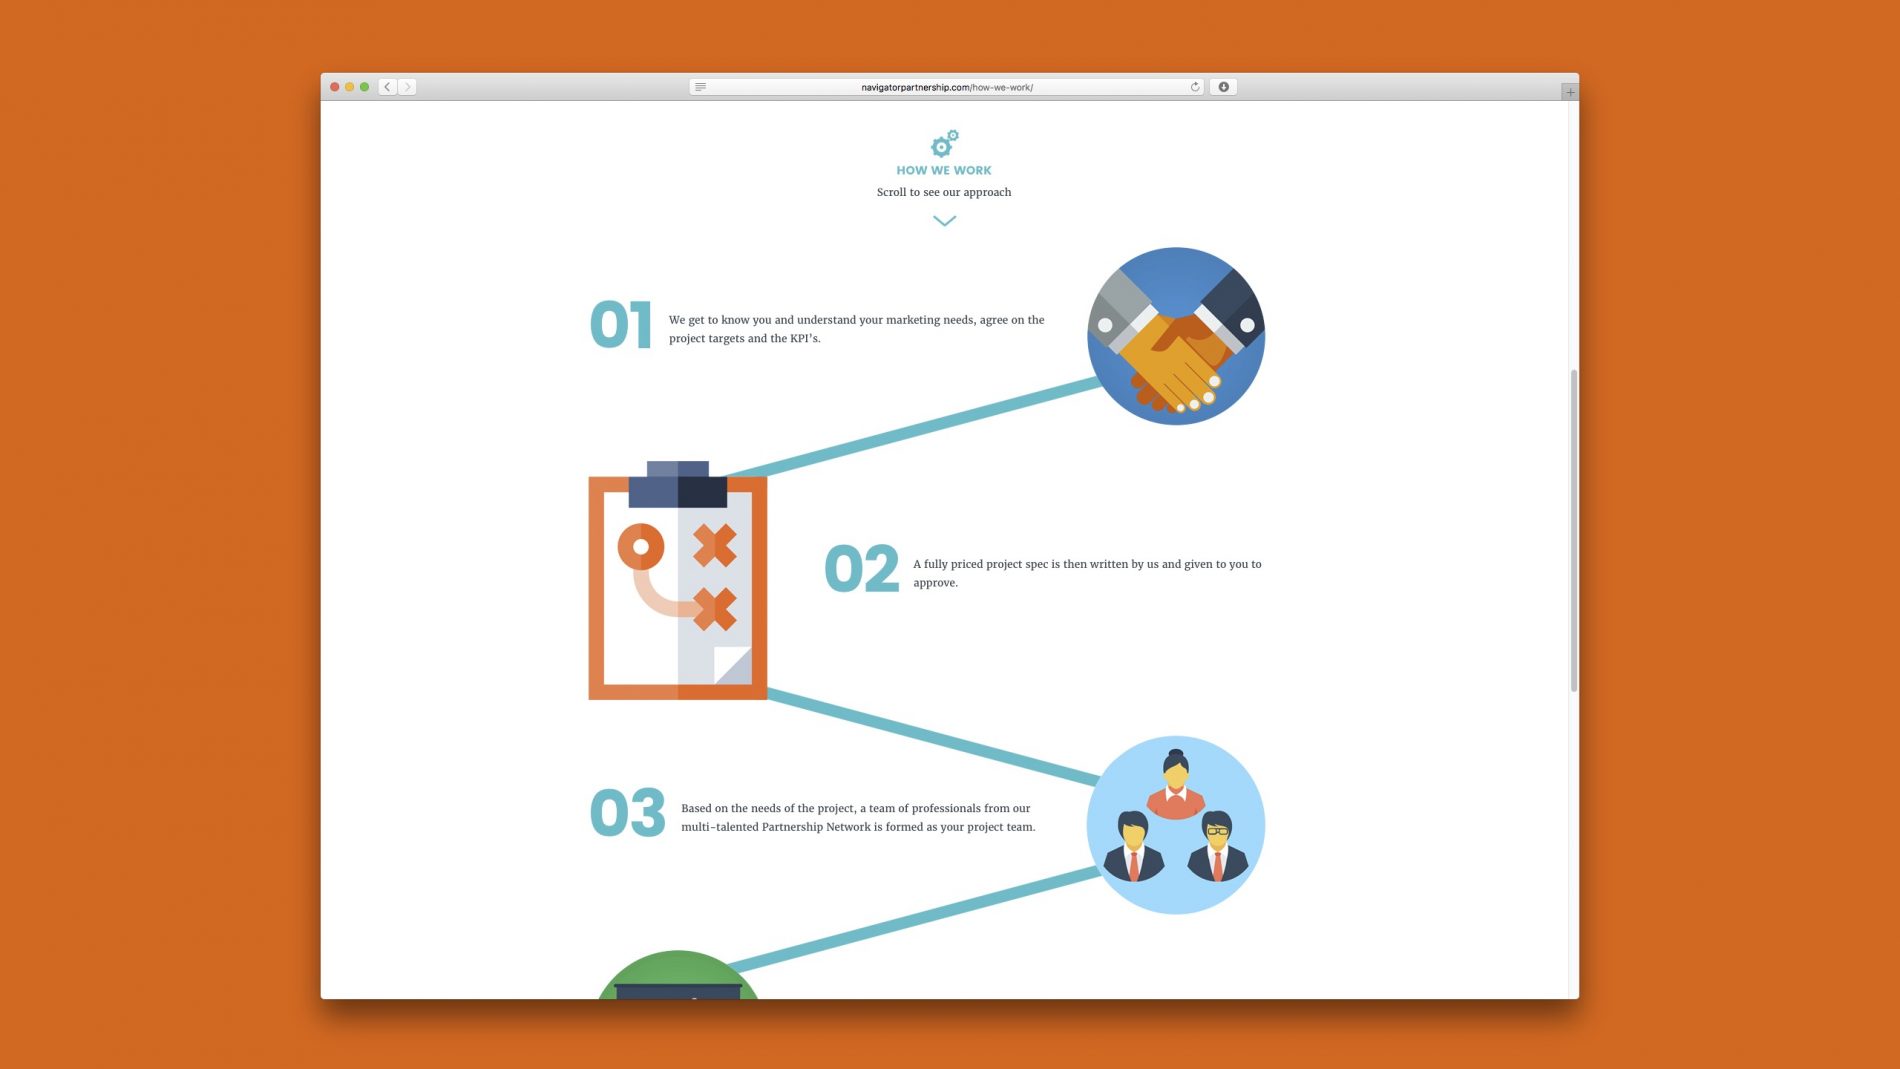 navigatorpartnership.com/how-we-work/
HOW WE WORK
Scroll to see our approach
01
We get to know you and understand your marketing needs, agree on the
project targets and the KPI's.
02
A fully priced project spec is then written by us and given to you to
approve.
03
Based on the needs of the project, a team of professionals from our
multi-talented Partnership Network is formed as your project team.